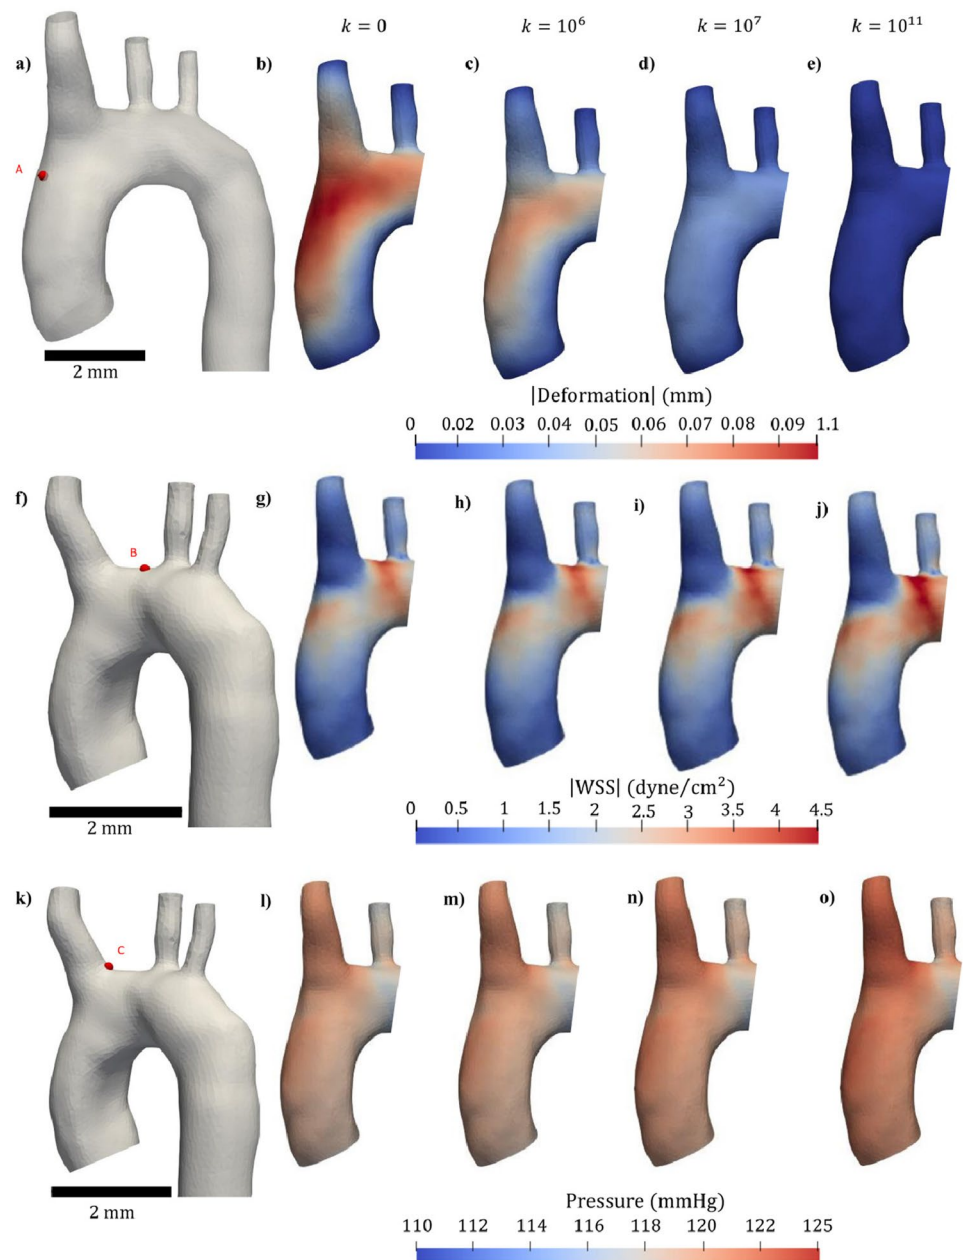 k = 0 k = 10⁶ k = 10⁷ k = 10¹¹
a) b) c) d) e)
A
2 mm
|Deformation| (mm)
0 0.02 0.03 0.04 0.05 0.06 0.07 0.08 0.09 1.1
f) g) h) i) j)
B
2 mm
|WSS| (dyne/cm²)
0 0.5 1 1.5 2 2.5 3 3.5 4 4.5
k) l) m) n) o)
C
2 mm
Pressure (mmHg)
110 112 114 116 118 120 122 125